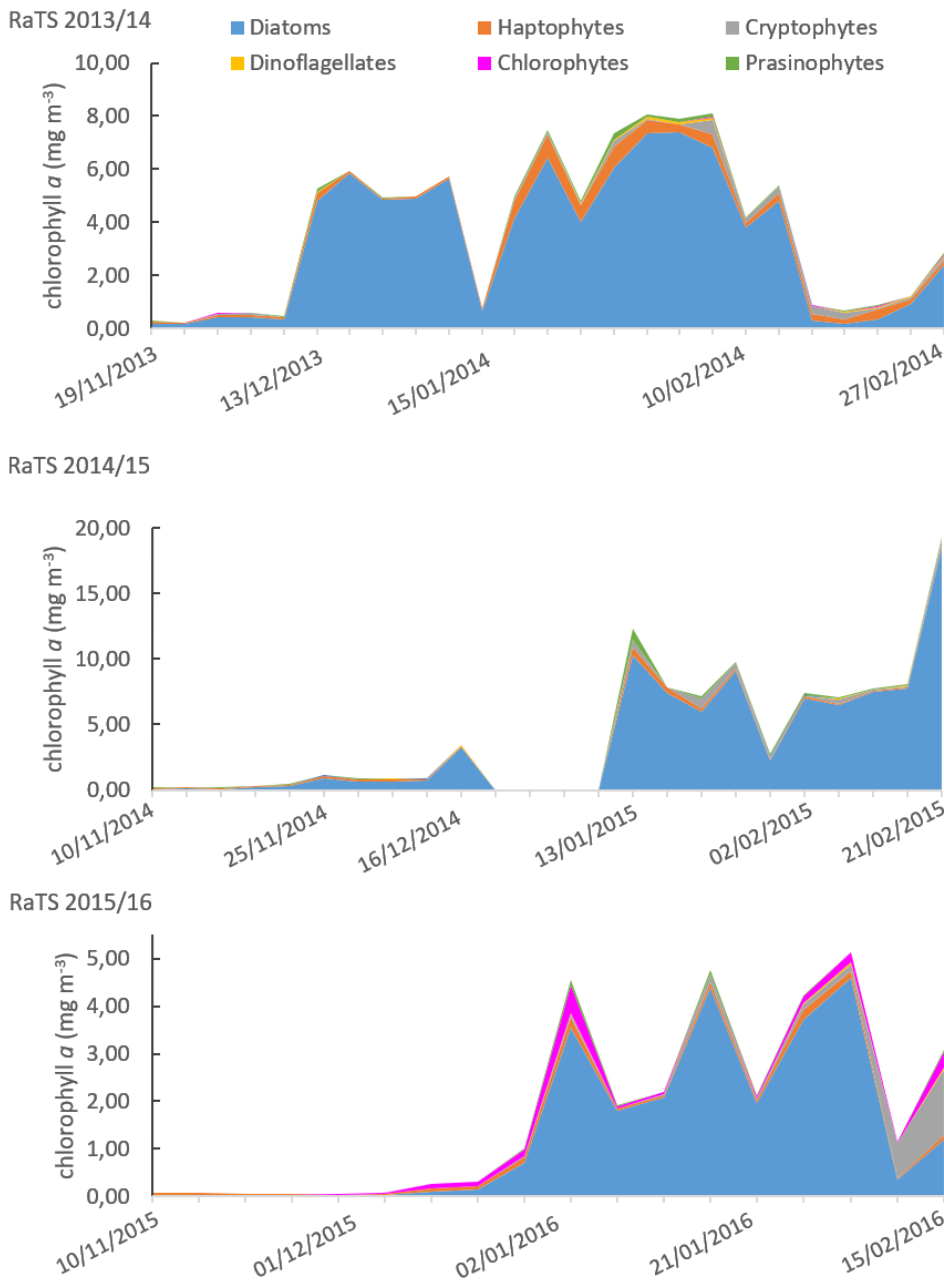 RaTS 2013/14
Diatoms Haptophytes Cryptophytes
Dinoflagellates Chlorophytes Prasinophytes
chlorophyll a (mg m-3)
10,00
8,00
6,00
4,00
2,00
0,00
19/11/2013 13/12/2013 15/01/2014 10/02/2014 27/02/2014
RaTS 2014/15
chlorophyll a (mg m-3)
20,00
15,00
10,00
5,00
0,00
10/11/2014 25/11/2014 16/12/2014 13/01/2015 02/02/2015 21/02/2015
RaTS 2015/16
chlorophyll a (mg m-3)
5,00
4,00
3,00
2,00
1,00
0,00
10/11/2015 01/12/2015 02/01/2016 21/01/2016 15/02/2016